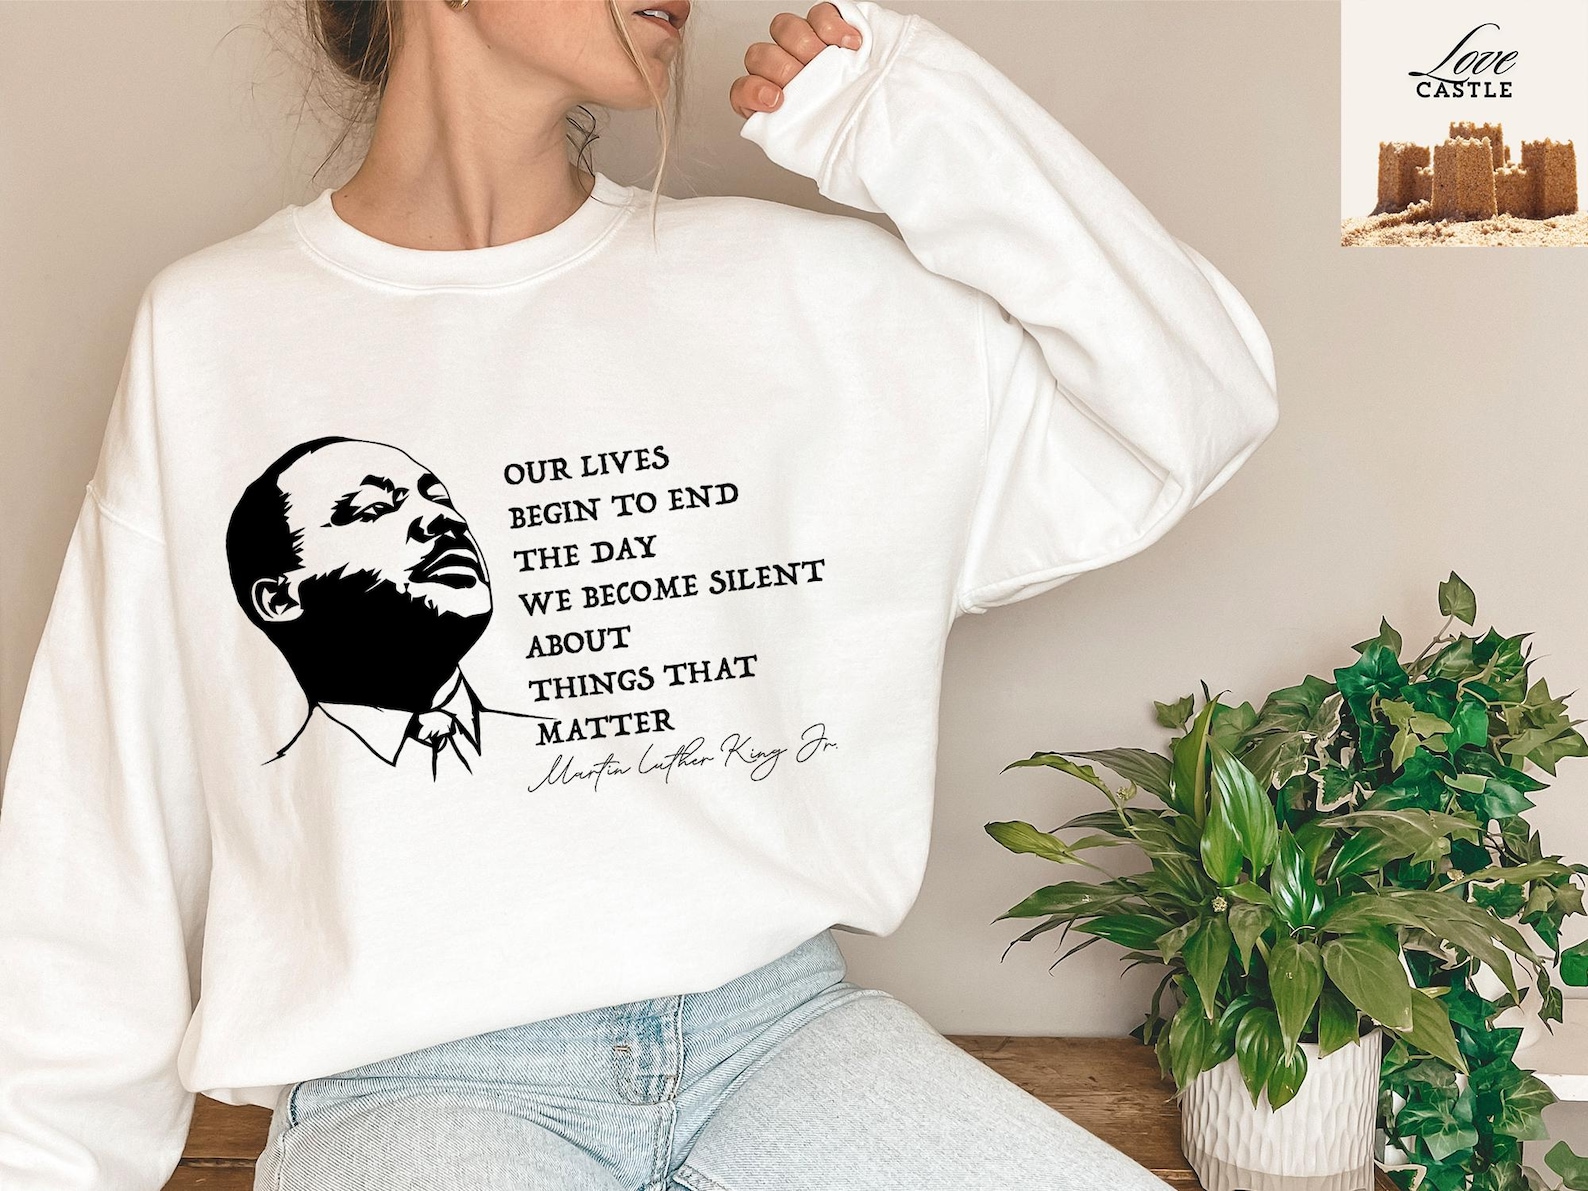 Love
CASTLE
OUR LIVES
BEGIN TO END
THE DAY
WE BECOME SILENT
ABOUT
THINGS THAT
MATTER
Martin Luther King Jr.